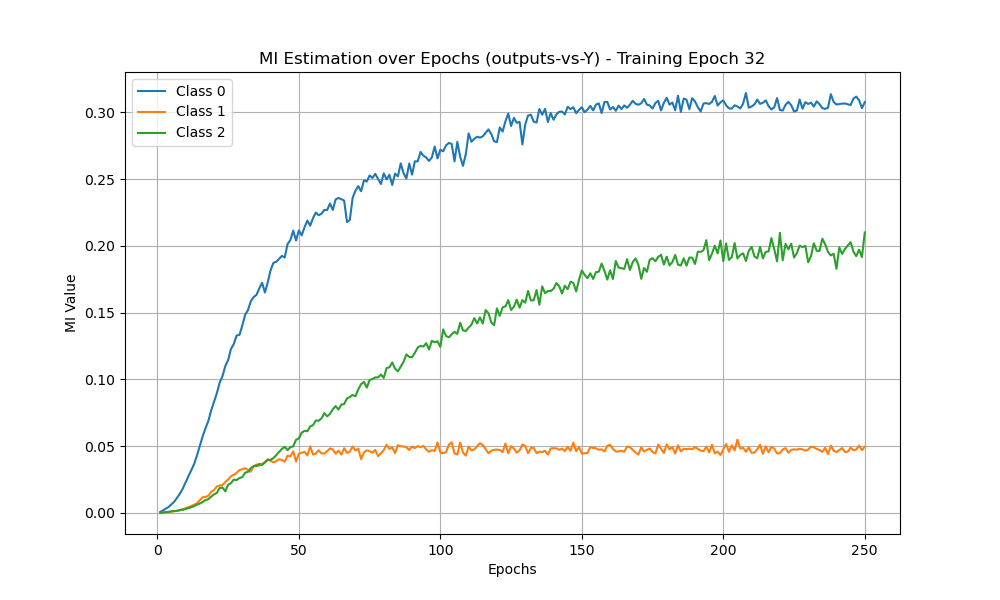 MI Estimation over Epochs (outputs-vs-Y) - Training Epoch 32
Class 0
Class 1
Class 2
MI Value
0.30
0.25
0.20
0.15
0.10
0.05
0.00
0 50 100 150 200 250
Epochs